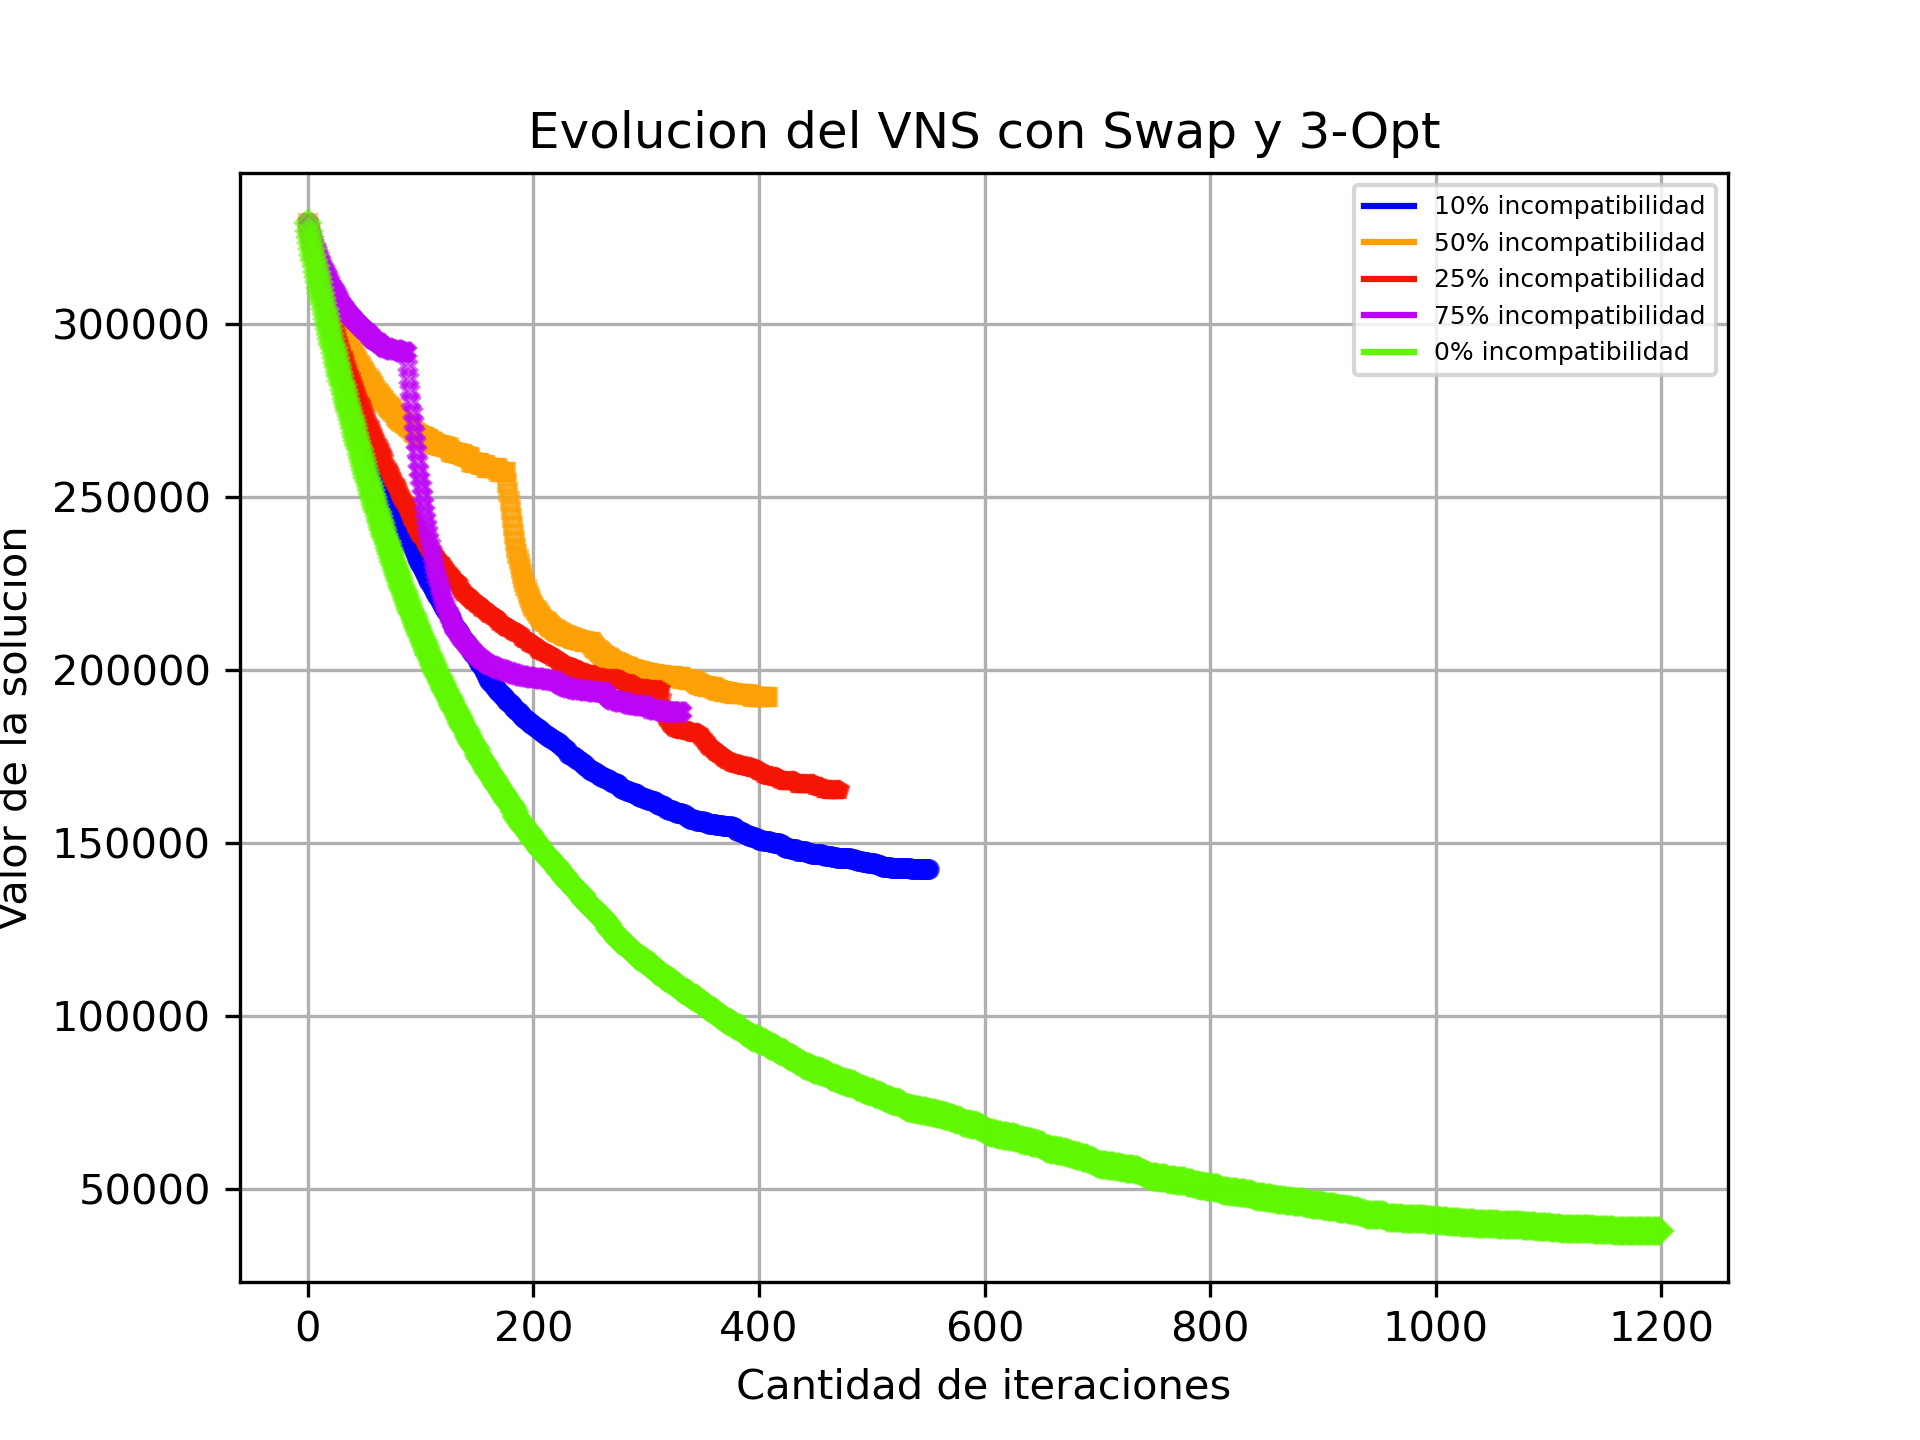 Evolucion del VNS con Swap y 3-Opt
10% incompatibilidad
50% incompatibilidad
25% incompatibilidad
75% incompatibilidad
0% incompatibilidad
Valor de la solucion
300000
250000
200000
150000
100000
50000
0 200 400 600 800 1000 1200
Cantidad de iteraciones